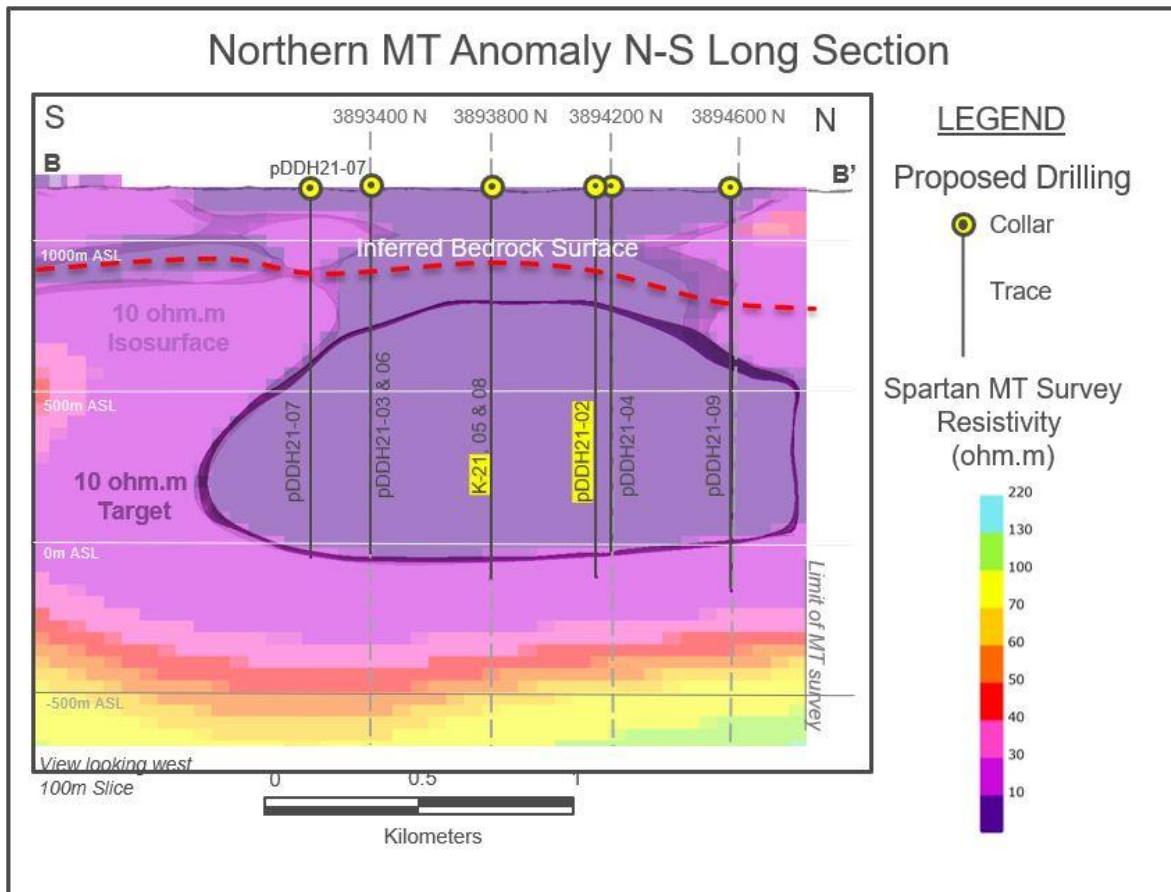 Northern MT Anomaly N-S Long Section
S
3893400 N
3893800 N
3894200 N
3894600 N
N
B
pDDH21-07
B'
1000m ASL
Inferred Bedrock Surface
10 ohm.m
Isosurface
500m ASL
10 ohm.m
Target
pDDH21-07
pDDH21-03 & 06
K-21, 05 & 08
pDDH21-02
pDDH21-04
pDDH21-09
0m ASL
Limit of MT survey
-500m ASL
View looking west
100m Slice
0
0.5
1
Kilometers
LEGEND
Proposed Drilling
Collar
Trace
Spartan MT Survey
Resistivity
(ohm.m)
220
130
100
70
60
50
40
30
10